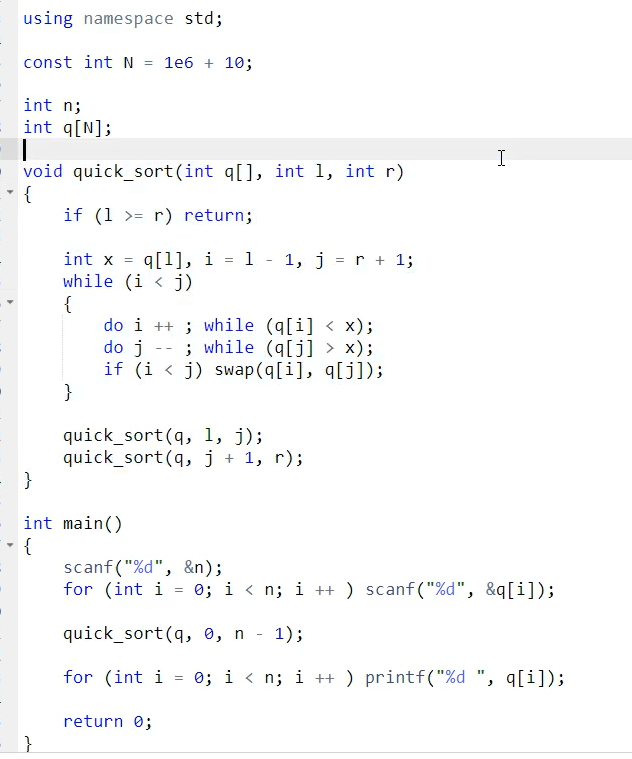 using namespace std;
const int N = 1e6 + 10;
int n;
int q[N];
void quick_sort(int q[], int l, int r)
{
    if (l >= r) return;
    int x = q[l], i = l - 1, j = r + 1;
    while (i < j)
    {
        do i ++ ; while (q[i] < x);
        do j -- ; while (q[j] > x);
        if (i < j) swap(q[i], q[j]);
    }
    quick_sort(q, l, j);
    quick_sort(q, j + 1, r);
}
int main()
{
    scanf("%d", &n);
    for (int i = 0; i < n; i ++ ) scanf("%d", &q[i]);
    quick_sort(q, 0, n - 1);
    for (int i = 0; i < n; i ++ ) printf("%d ", q[i]);
    return 0;
}